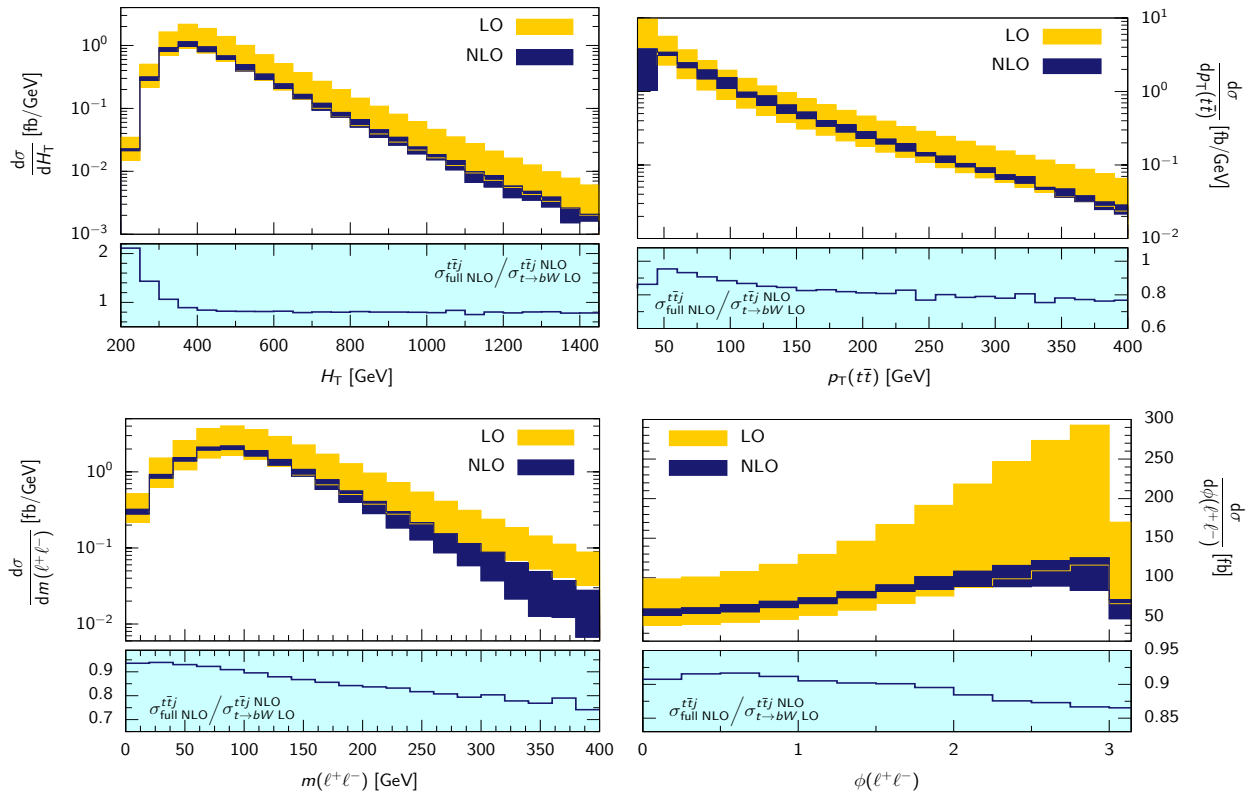 LO
NLO
dσ/dH_T [fb/GeV]
10^0
10^-1
10^-2
10^-3
σ^{tt̄j}_{full NLO}/σ^{tt̄j NLO}_{t→bW LO}
2
1
200 400 600 800 1000 1200 1400
H_T [GeV]
LO
NLO
10^1
10^0
10^-1
10^-2
dσ/dp_T(tt̄) [fb/GeV]
σ^{tt̄j}_{full NLO}/σ^{tt̄j NLO}_{t→bW LO}
1
0.8
0.6
50 100 150 200 250 300 350 400
p_T(tt̄) [GeV]
LO
NLO
dσ/dm(ℓ^+ℓ^-) [fb/GeV]
10^0
10^-1
10^-2
0.9
0.8
0.7
σ^{tt̄j}_{full NLO}/σ^{tt̄j NLO}_{t→bW LO}
0 50 100 150 200 250 300 350 400
m(ℓ^+ℓ^-) [GeV]
LO
NLO
300
250
200
150
100
50
dσ/dϕ(ℓ^+ℓ^-) [fb]
0.95
0.9
0.85
σ^{tt̄j}_{full NLO}/σ^{tt̄j NLO}_{t→bW LO}
0 1 2 3
ϕ(ℓ^+ℓ^-)